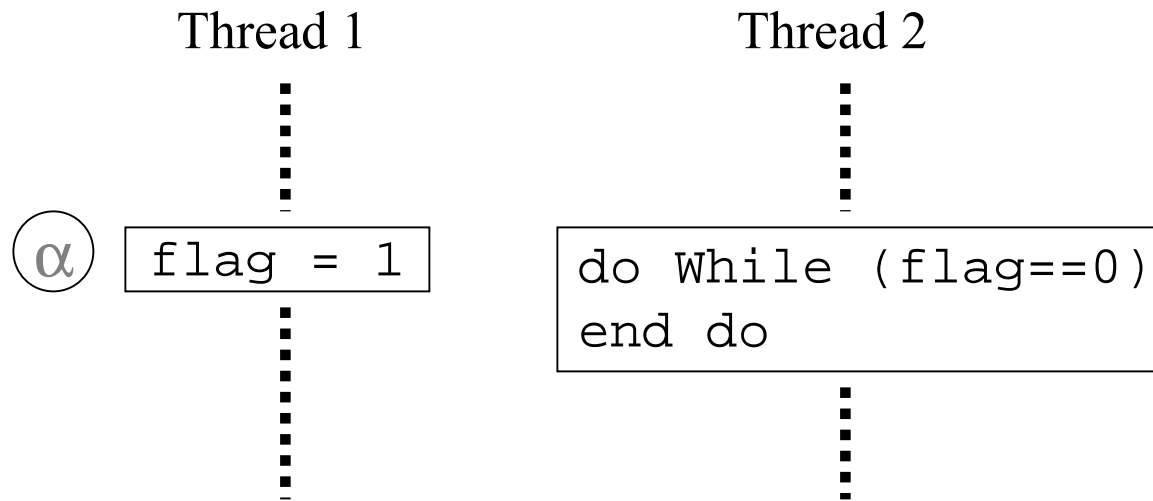 Thread 1
Thread 2
α
flag = 1
do While (flag==0)
end do